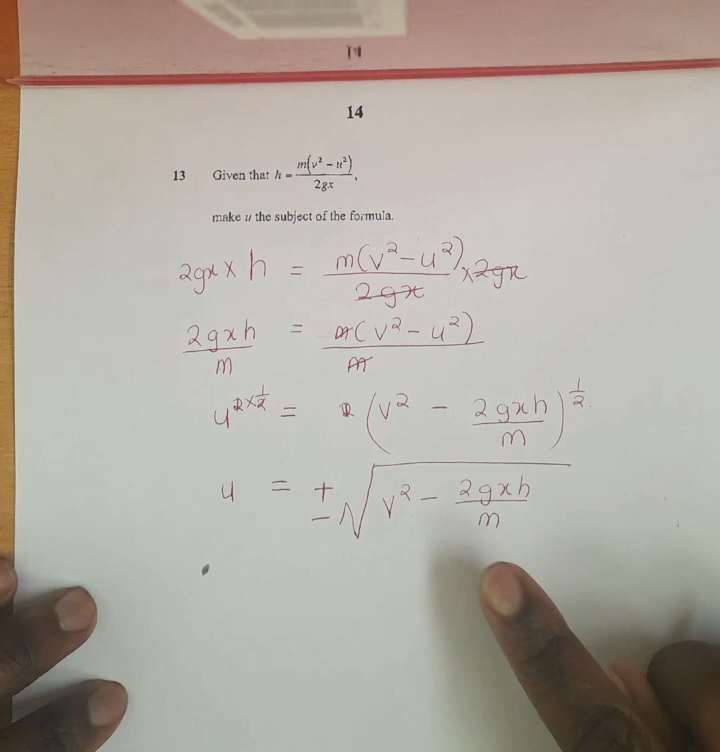 14
14
13 Given that h = m(v² - u²) / 2gx ,
make u the subject of the formula.
2gx × h = m(v² - u²) / 2gx × 2gx
2gxh / m = m(v² - u²) / m
u^(2×1/2) = (v² - 2gxh / m)^(1/2)
u = ±√(v² - 2gxh / m)